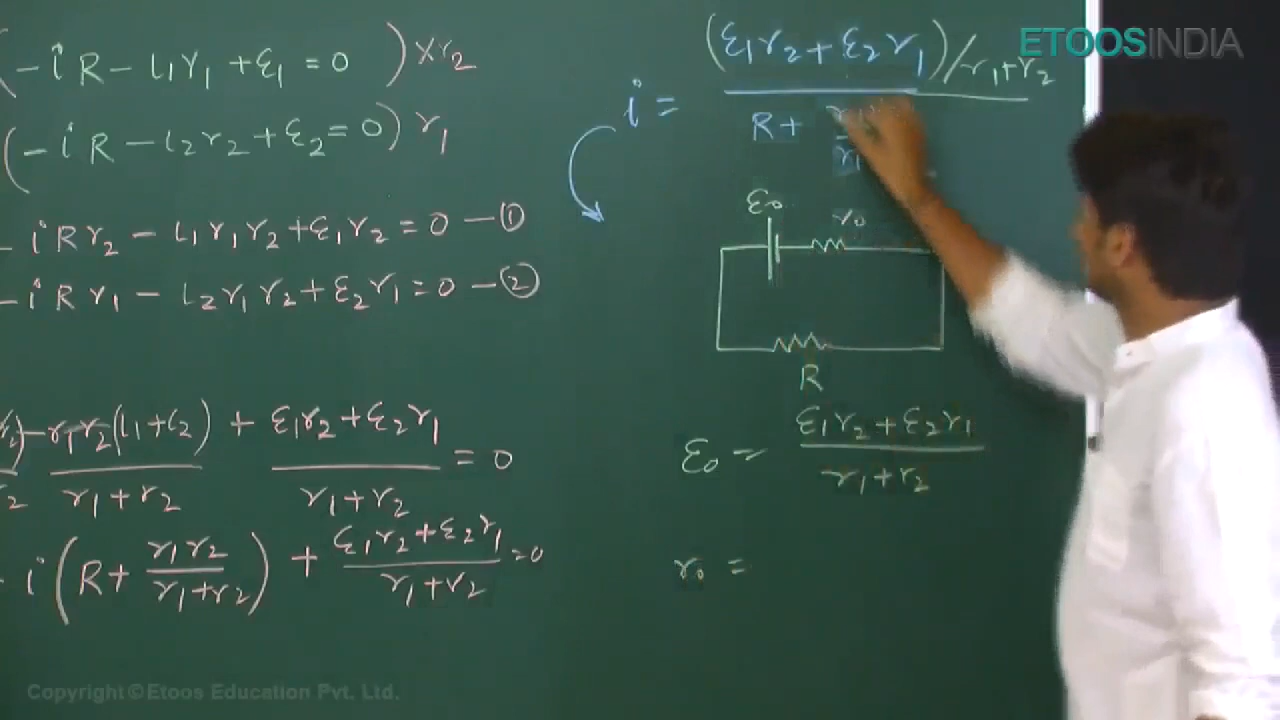 (-iR - i₁r₁ + ε₁ = 0) × r₂
(-iR - i₂r₂ + ε₂ = 0) r₁
- iRr₂ - i₁r₁r₂ + ε₁r₂ = 0 —①
- iRr₁ - i₂r₁r₂ + ε₂r₁ = 0 —②
- r₁r₂(i₁+i₂)/(r₁+r₂) + (ε₁r₂+ε₂r₁)/(r₁+r₂) = 0
- i(R + r₁r₂/(r₁+r₂)) + (ε₁r₂+ε₂r₁)/(r₁+r₂) = 0
i = (ε₁r₂+ε₂r₁)/r₁+r₂
R +
ε₀ r₀
R
ε₀ = (ε₁r₂+ε₂r₁)/(r₁+r₂)
r₀ =
ETOOSINDIA
Copyright ©Etoos Education Pvt. Ltd.